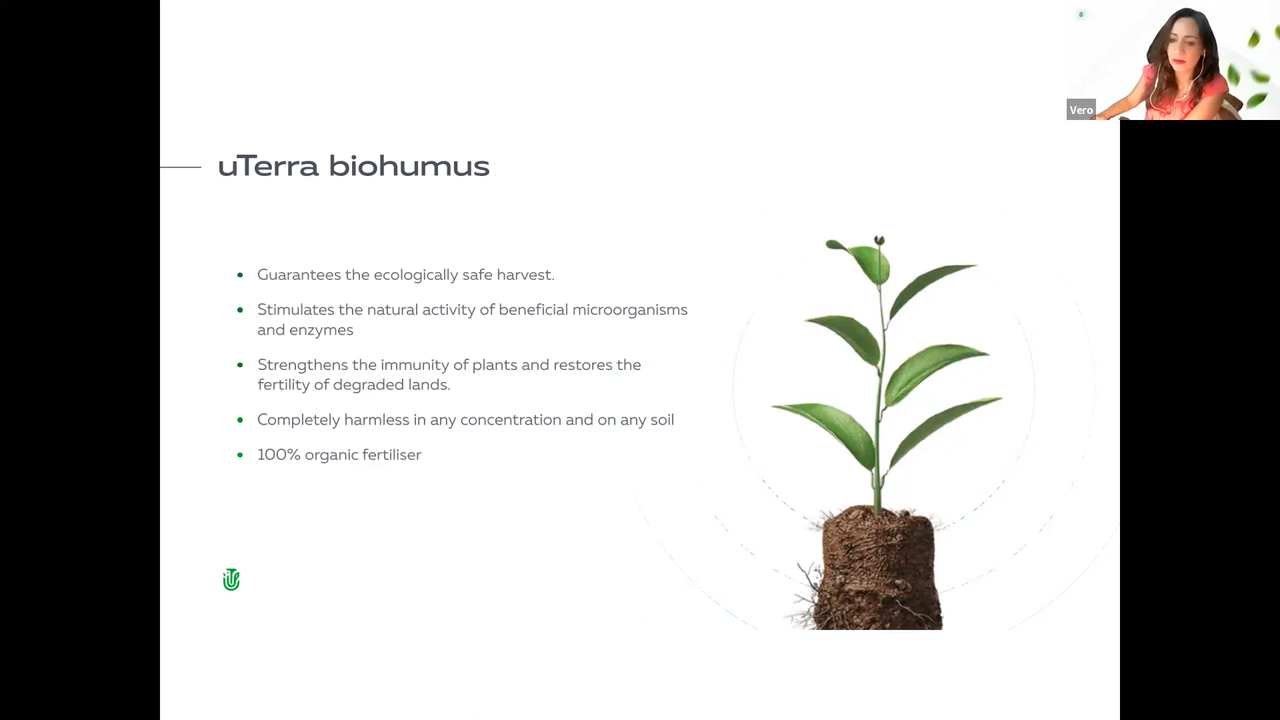 Vero
uTerra biohumus
Guarantees the ecologically safe harvest.
Stimulates the natural activity of beneficial microorganisms
and enzymes
Strengthens the immunity of plants and restores the
fertility of degraded lands.
Completely harmless in any concentration and on any soil
100% organic fertiliser